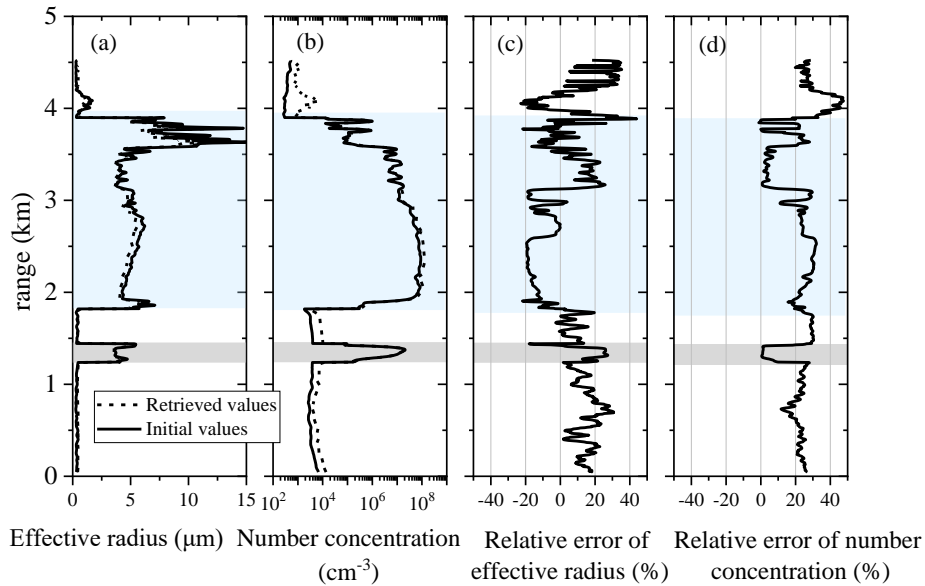 (a) (b) (c) (d)
5
4
3
2
1
0
range (km)
Retrieved values
Initial values
0 5 10 15
10² 10⁴ 10⁶ 10⁸
-40 -20 0 20 40
-40 -20 0 20 40
Effective radius (μm)
Number concentration
(cm⁻³)
Relative error of
effective radius (%)
Relative error of number
concentration (%)